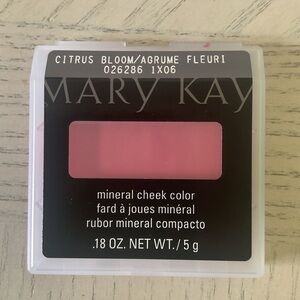 CITRUS BLOOM/AGRUME FLEURI
026286 1X06
MARY KAY
mineral cheek color
fard à joues minéral
rubor mineral compacto
.18 OZ. NET WT./5 g